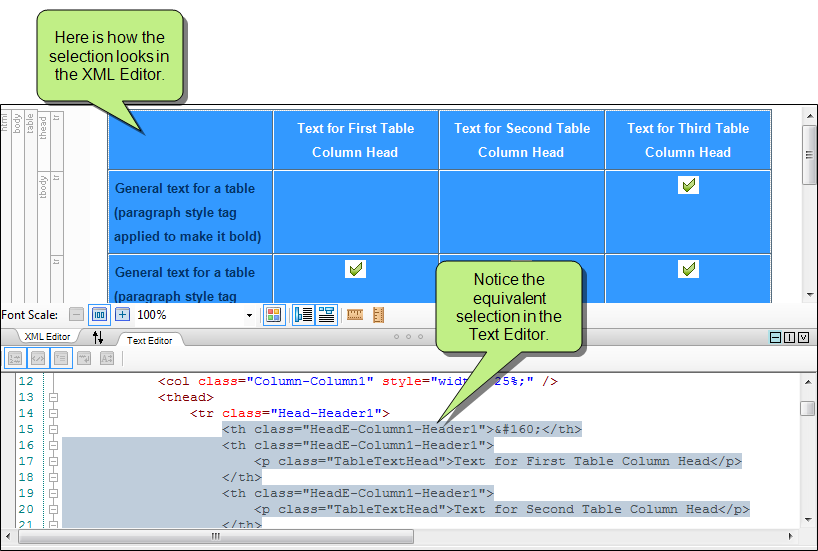 Here is how the
selection looks in
the XML Editor.
html
body
table
thead
tr
Text for First Table
Column Head
Text for Second Table
Column Head
Text for Third Table
Column Head
tbody
tr
General text for a table
(paragraph style tag
applied to make it bold)
tr
General text for a table
(paragraph style tag
Notice the
equivalent
selection in the
Text Editor.
Font Scale:
100
100%
XML Editor
Text Editor
12 <col class="Column-Column1" style="width: 25%;" />
13 <thead>
14 <tr class="Head-Header1">
15 <th class="HeadE-Column1-Header1">&#160;</th>
16 <th class="HeadE-Column1-Header1">
17 <p class="TableTextHead">Text for First Table Column Head</p>
18 </th>
19 <th class="HeadE-Column1-Header1">
20 <p class="TableTextHead">Text for Second Table Column Head</p>
21 </th>